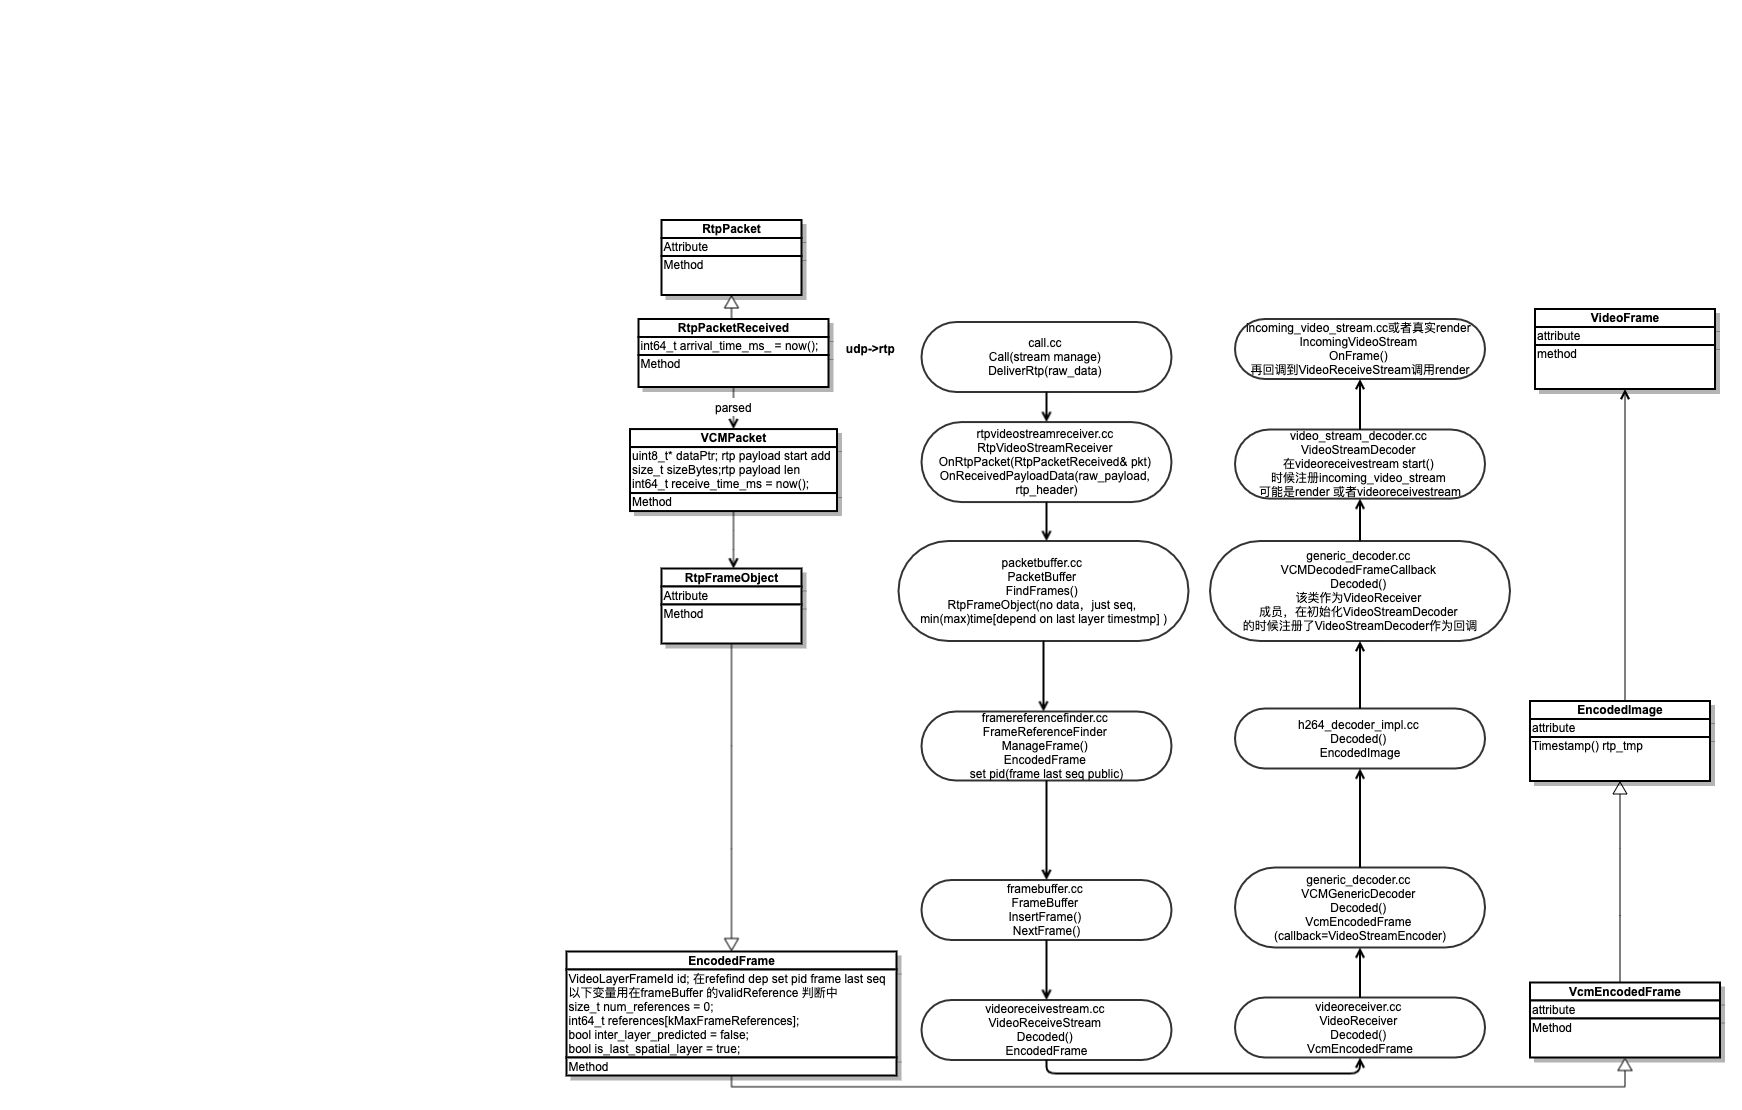 RtpPacket
Attribute
Method
RtpPacketReceived
int64_t arrival_time_ms_ = now();
Method
udp->rtp
parsed
VCMPacket
uint8_t* dataPtr; rtp payload start add
size_t sizeBytes;rtp payload len
int64_t receive_time_ms = now();
Method
RtpFrameObject
Attribute
Method
EncodedFrame
VideoLayerFrameId id; 在refefind dep set pid frame last seq
以下变量用在frameBuffer 的validReference 判断中
size_t num_references = 0;
int64_t references[kMaxFrameReferences];
bool inter_layer_predicted = false;
bool is_last_spatial_layer = true;
Method
call.cc
Call(stream manage)
DeliverRtp(raw_data)
rtpvideostreamreceiver.cc
RtpVideoStreamReceiver
OnRtpPacket(RtpPacketReceived& pkt)
OnReceivedPayloadData(raw_payload,
rtp_header)
packetbuffer.cc
PacketBuffer
FindFrames()
RtpFrameObject(no data，just seq,
min(max)time[depend on last layer timestmp] )
framereferencefinder.cc
FrameReferenceFinder
ManageFrame()
EncodedFrame
set pid(frame last seq public)
framebuffer.cc
FrameBuffer
InsertFrame()
NextFrame()
videoreceivestream.cc
VideoReceiveStream
Decoded()
EncodedFrame
incoming_video_stream.cc或者真实render
IncomingVideoStream
OnFrame()
再回调到VideoReceiveStream调用render
video_stream_decoder.cc
VideoStreamDecoder
在videoreceivestream start()
时候注册incoming_video_stream
可能是render 或者videoreceivestream
generic_decoder.cc
VCMDecodedFrameCallback
Decoded()
该类作为VideoReceiver
成员，在初始化VideoStreamDecoder
的时候注册了VideoStreamDecoder作为回调
h264_decoder_impl.cc
Decoded()
EncodedImage
generic_decoder.cc
VCMGenericDecoder
Decoded()
VcmEncodedFrame
(callback=VideoStreamEncoder)
videoreceiver.cc
VideoReceiver
Decoded()
VcmEncodedFrame
VideoFrame
attribute
method
EncodedImage
attribute
Timestamp() rtp_tmp
VcmEncodedFrame
attribute
Method